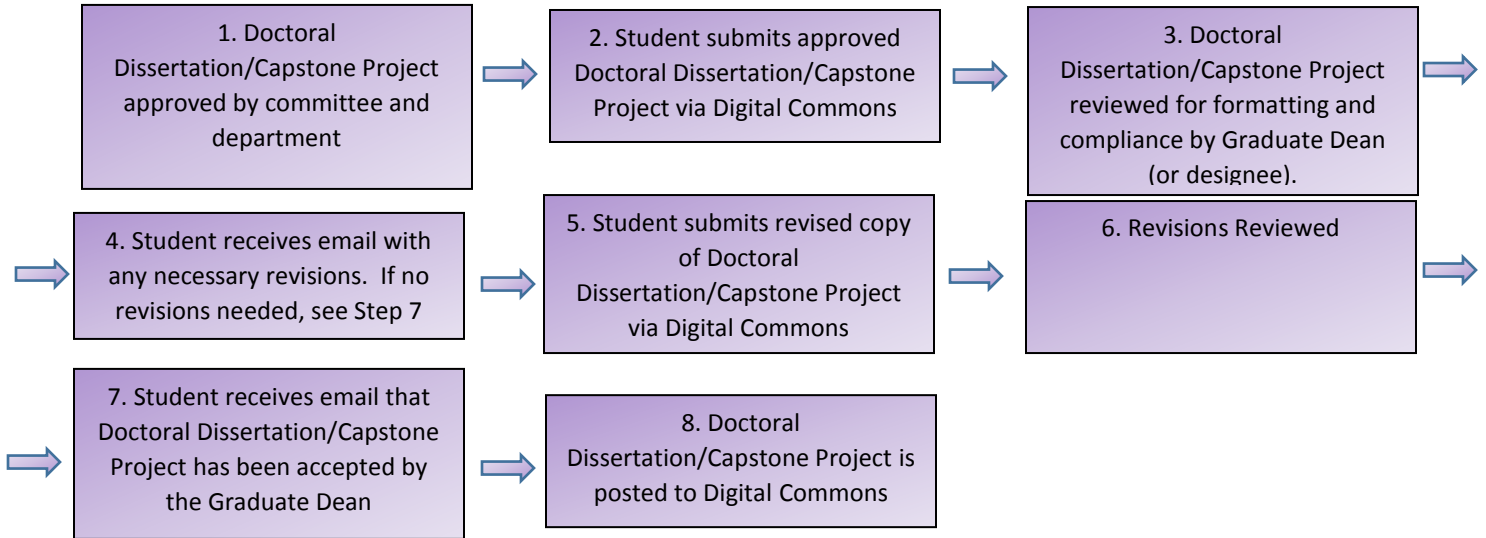 1. Doctoral
Dissertation/Capstone Project
approved by committee and
department
2. Student submits approved
Doctoral Dissertation/Capstone
Project via Digital Commons
3. Doctoral
Dissertation/Capstone Project
reviewed for formatting and
compliance by Graduate Dean
(or designee).
4. Student receives email with
any necessary revisions.  If no
revisions needed, see Step 7
5. Student submits revised copy
of Doctoral
Dissertation/Capstone Project
via Digital Commons
6. Revisions Reviewed
7. Student receives email that
Doctoral Dissertation/Capstone
Project has been accepted by
the Graduate Dean
8. Doctoral
Dissertation/Capstone Project is
posted to Digital Commons